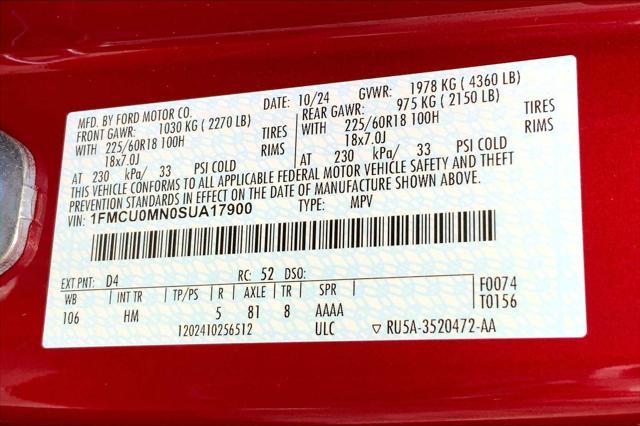 MFD. BY FORD MOTOR CO. DATE: 10/24 GVWR: 1978 KG ( 4360 LB)
FRONT GAWR: 1030 KG ( 2270 LB) REAR GAWR: 975 KG ( 2150 LB)
WITH 225/60R18 100H TIRES WITH 225/60R18 100H TIRES
18x7.0J RIMS 18x7.0J RIMS
AT 230 kPa/ 33 PSI COLD AT 230 kPa/ 33 PSI COLD
THIS VEHICLE CONFORMS TO ALL APPLICABLE FEDERAL MOTOR VEHICLE SAFETY AND THEFT
PREVENTION STANDARDS IN EFFECT ON THE DATE OF MANUFACTURE SHOWN ABOVE.
VIN: 1FMCU0MN0SUA17900 TYPE: MPV
EXT PNT: D4 RC: 52 DSO:
WB INT TR TP/PS R AXLE TR SPR F0074
106 HM 5 81 8 AAAA T0156
1202410256512 ULC ▽ RU5A-3520472-AA